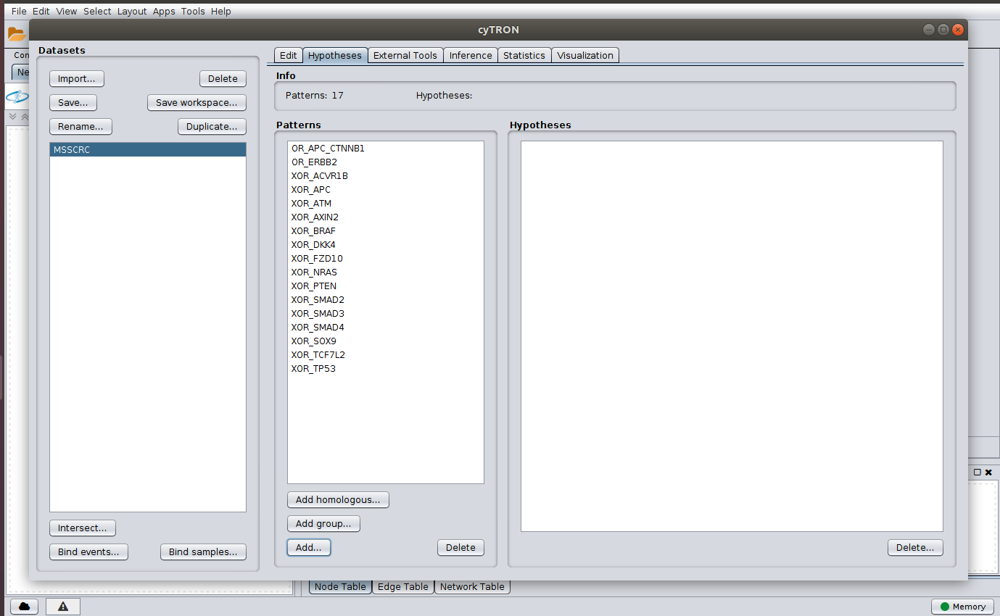 File Edit View Select Layout Apps Tools Help
cyTRON
Con
Ne
Datasets
Import...
Delete
Save...
Save workspace...
Rename...
Duplicate...
MSSCRC
Intersect...
Bind events...
Bind samples...
Edit
Hypotheses
External Tools
Inference
Statistics
Visualization
Info
Patterns: 17
Hypotheses:
Patterns
OR_APC_CTNNB1
OR_ERBB2
XOR_ACVR1B
XOR_APC
XOR_ATM
XOR_AXIN2
XOR_BRAF
XOR_DKK4
XOR_FZD10
XOR_NRAS
XOR_PTEN
XOR_SMAD2
XOR_SMAD3
XOR_SMAD4
XOR_SOX9
XOR_TCF7L2
XOR_TP53
Add homologous...
Add group...
Add...
Delete
Hypotheses
Delete...
Node Table
Edge Table
Network Table
Memory